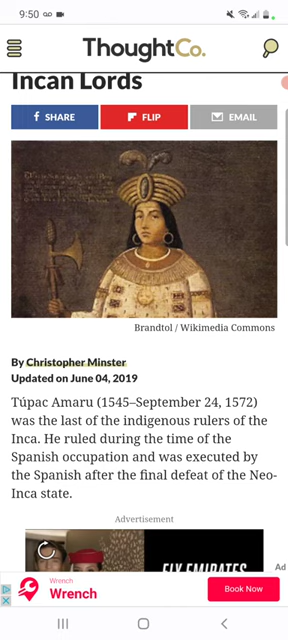 9:50
ThoughtCo.
Incan Lords
SHARE
FLIP
EMAIL
Brandtol / Wikimedia Commons
By Christopher Minster
Updated on June 04, 2019
Túpac Amaru (1545–September 24, 1572)
was the last of the indigenous rulers of the
Inca. He ruled during the time of the
Spanish occupation and was executed by
the Spanish after the final defeat of the Neo-
Inca state.
Advertisement
FLY EMIRATES
Ad
Wrench
Wrench
Book Now